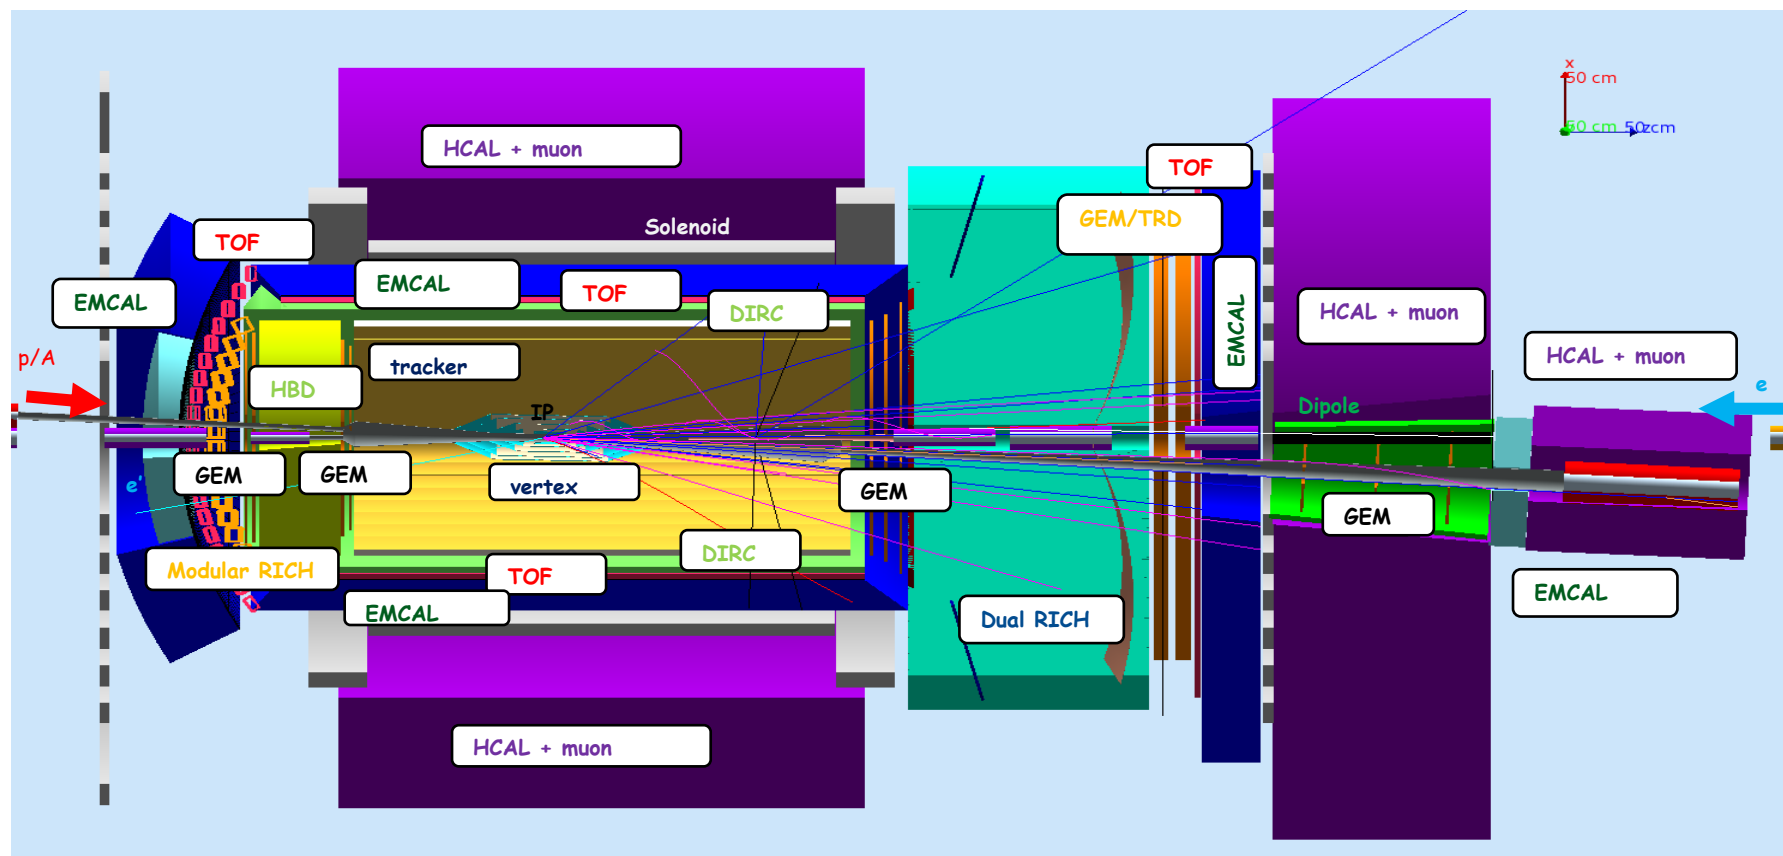 x
50 cm
50 cm 50 cm
z
HCAL + muon
TOF
GEM/TRD
Solenoid
TOF
EMCAL
EMCAL
TOF
DIRC
EMCAL
HCAL + muon
HCAL + muon
p/A
tracker
HBD
e
IP
Dipole
GEM
GEM
e'
vertex
GEM
GEM
DIRC
Modular RICH
TOF
EMCAL
EMCAL
Dual RICH
HCAL + muon